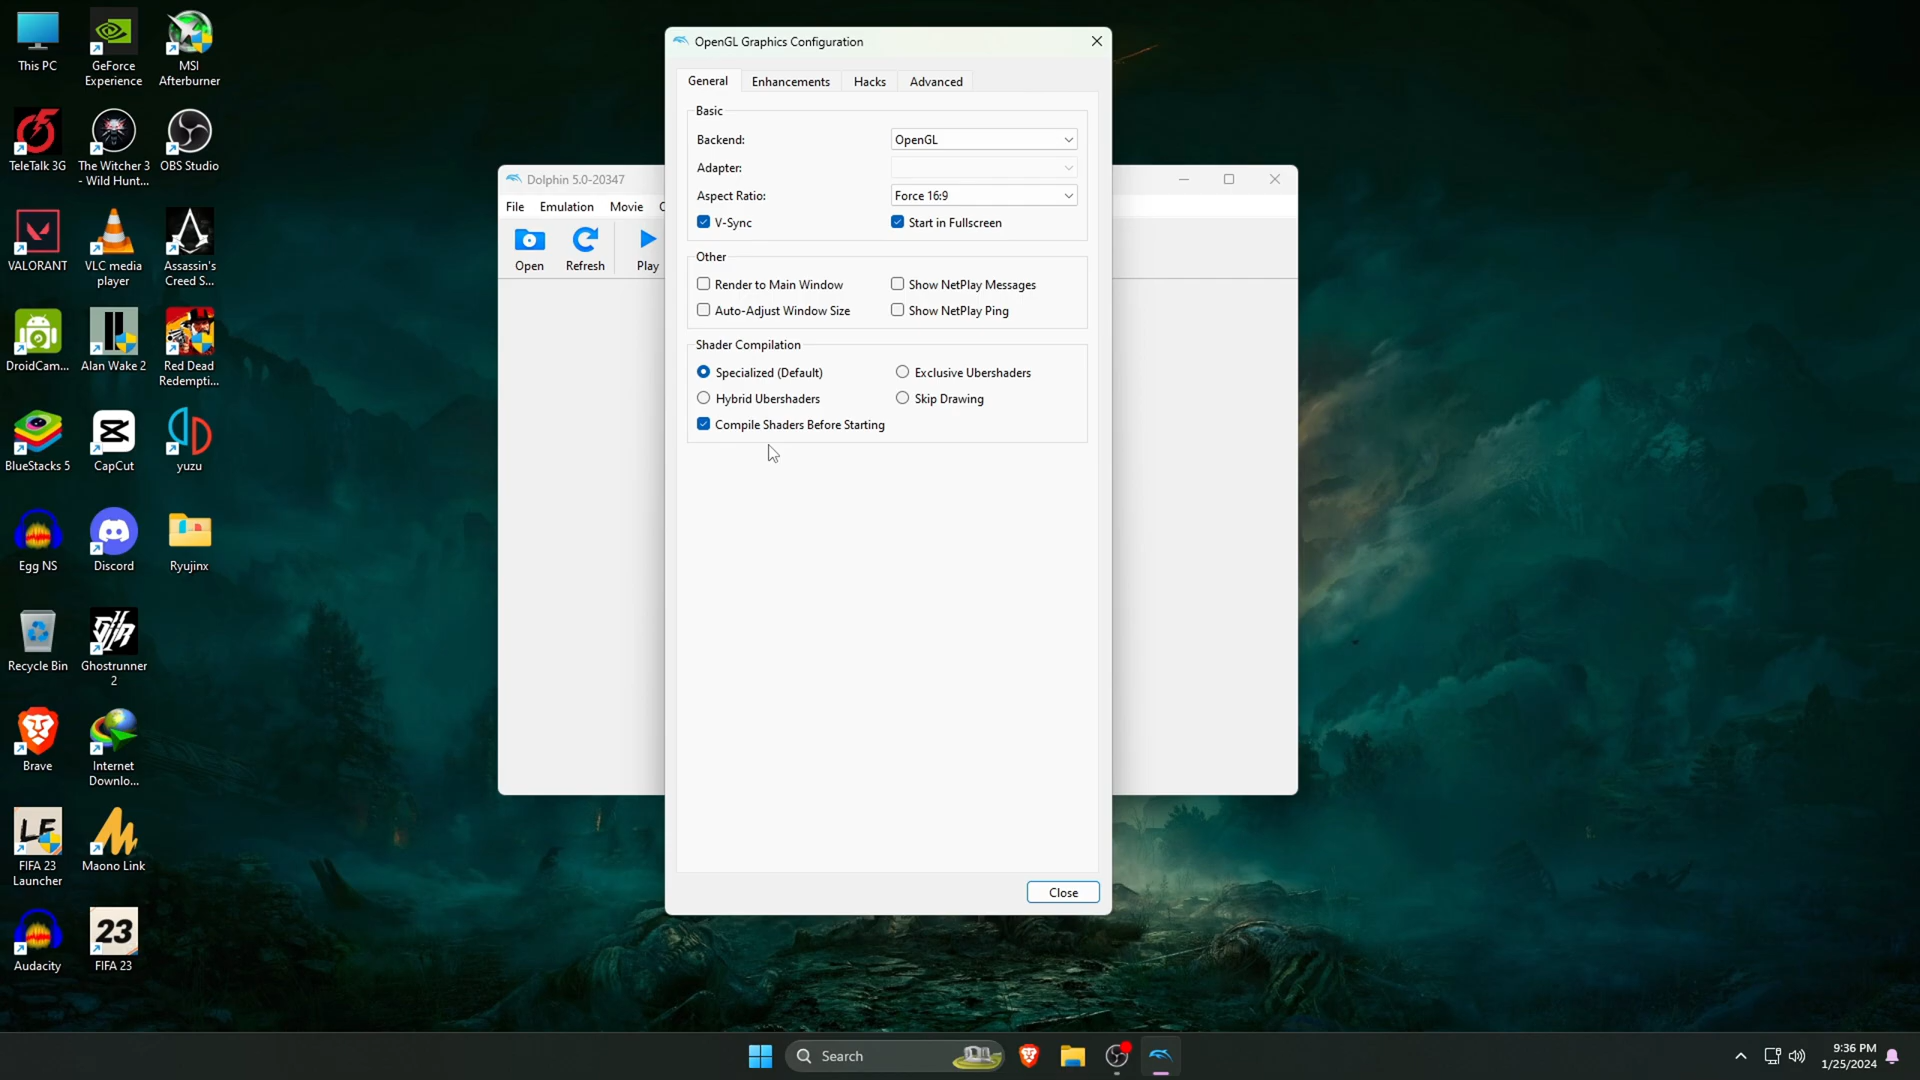 This PC
GeForce
Experience
MSI
Afterburner
TeleTalk 3G
The Witcher 3
- Wild Hunt...
OBS Studio
VALORANT
VLC media
player
Assassin's
Creed S...
DroidCam...
Alan Wake 2
Red Dead
Redempti...
BlueStacks 5
CapCut
yuzu
Egg NS
Discord
Ryujinx
Recycle Bin
Ghostrunner
2
Brave
Internet
Downlo...
LF
FIFA 23
Launcher
Maono Link
Audacity
23
FIFA 23
Dolphin 5.0-20347
File Emulation Movie
Open Refresh Play
OpenGL Graphics Configuration
General Enhancements Hacks Advanced
Basic
Backend: OpenGL
Adapter:
Aspect Ratio: Force 16:9
V-Sync Start in Fullscreen
Other
Render to Main Window Show NetPlay Messages
Auto-Adjust Window Size Show NetPlay Ping
Shader Compilation
Specialized (Default) Exclusive Ubershaders
Hybrid Ubershaders Skip Drawing
Compile Shaders Before Starting
Close
Search
9:36 PM
1/25/2024